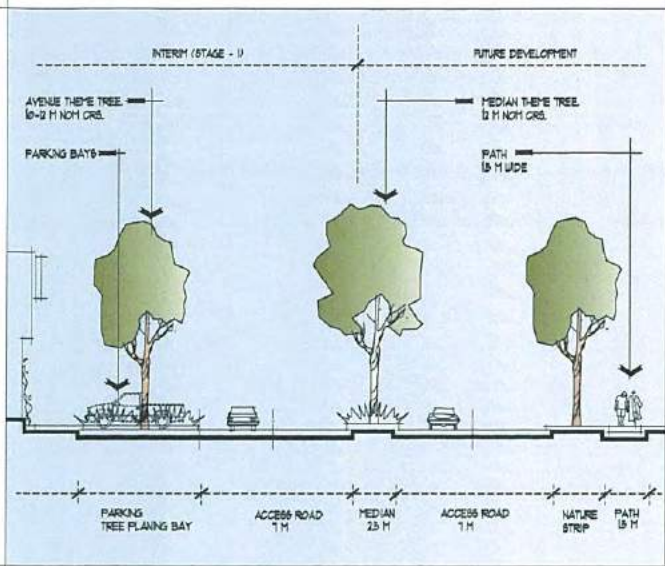 INTERIM (STAGE - 1)
FUTURE DEVELOPMENT
AVENUE THEME TREE
10-12 M NOM CRS.
MEDIAN THEME TREE
12 M NOM CRS.
PARKING BAYS
PATH
1.5 M WIDE
PARKING
TREE PLANING BAY
ACCESS ROAD
7 M
MEDIAN
2.5 M
ACCESS ROAD
7 M
NATURE
STRIP
PATH
1.5 M